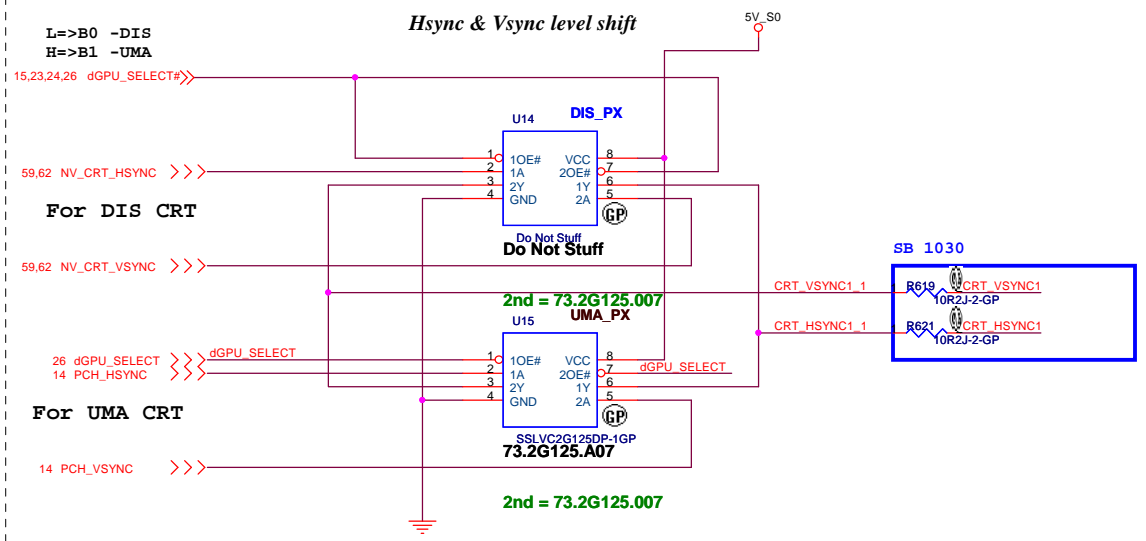 Hsync & Vsync level shift
5V_S0
L=>B0 -DIS
H=>B1 -UMA
15,23,24,26 dGPU_SELECT#
DIS_PX
U14
1 1OE# VCC 8
2 1A 2OE# 7
3 2Y 1Y 6
4 GND 2A 5
GP
59,62 NV_CRT_HSYNC
For DIS CRT
Do Not Stuff
Do Not Stuff
59,62 NV_CRT_VSYNC
SB 1030
CRT_VSYNC1_1 R619 CRT_VSYNC1
10R2J-2-GP
2nd = 73.2G125.007
UMA_PX
U15
CRT_HSYNC1_1 R621 CRT_HSYNC1
10R2J-2-GP
26 dGPU_SELECT dGPU_SELECT
14 PCH_HSYNC
1 1OE# VCC 8
2 1A 2OE# 7 dGPU_SELECT
3 2Y 1Y 6
4 GND 2A 5
GP
For UMA CRT
SSLVC2G125DP-1GP
73.2G125.A07
14 PCH_VSYNC
2nd = 73.2G125.007